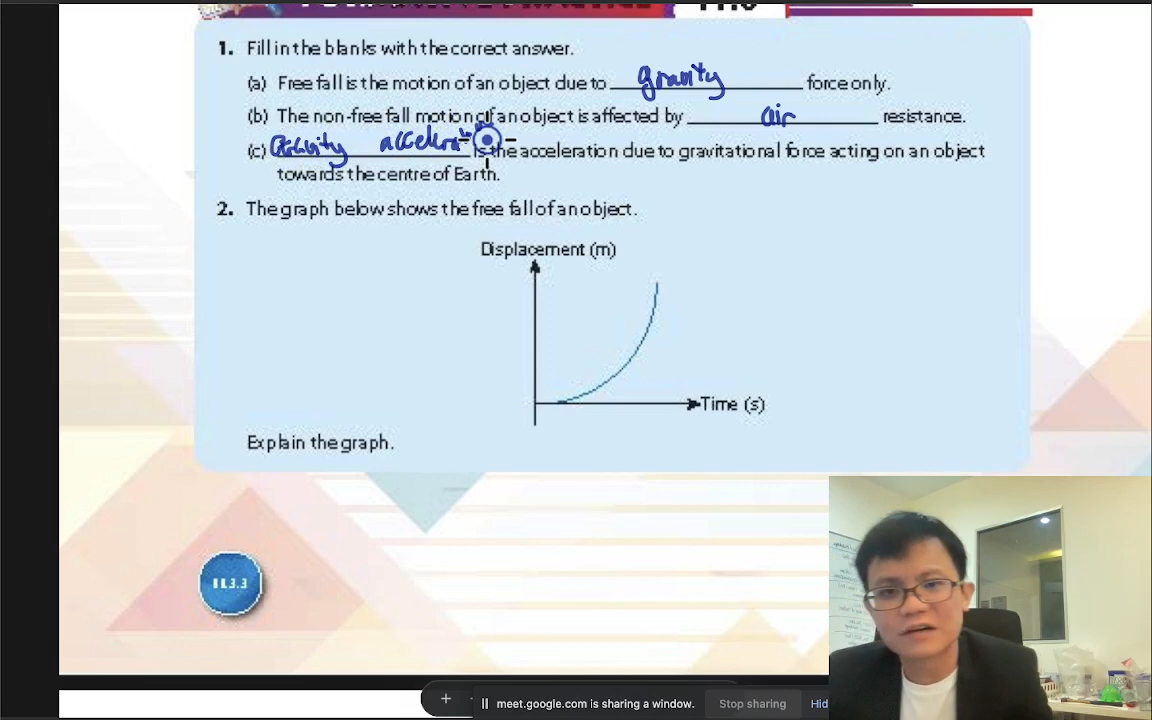 1. Fill in the blanks with the correct answer.
(a) Free fall is the motion of an object due to gravity force only.
(b) The non-free fall motion of an object is affected by air resistance.
(c) Gravity is the acceleration due to gravitational force acting on an object
towards the centre of Earth.
2. The graph below shows the free fall of an object.
Displacement (m)
Time (s)
Explain the graph.
11.3.3
meet.google.com is sharing a window. Stop sharing Hid